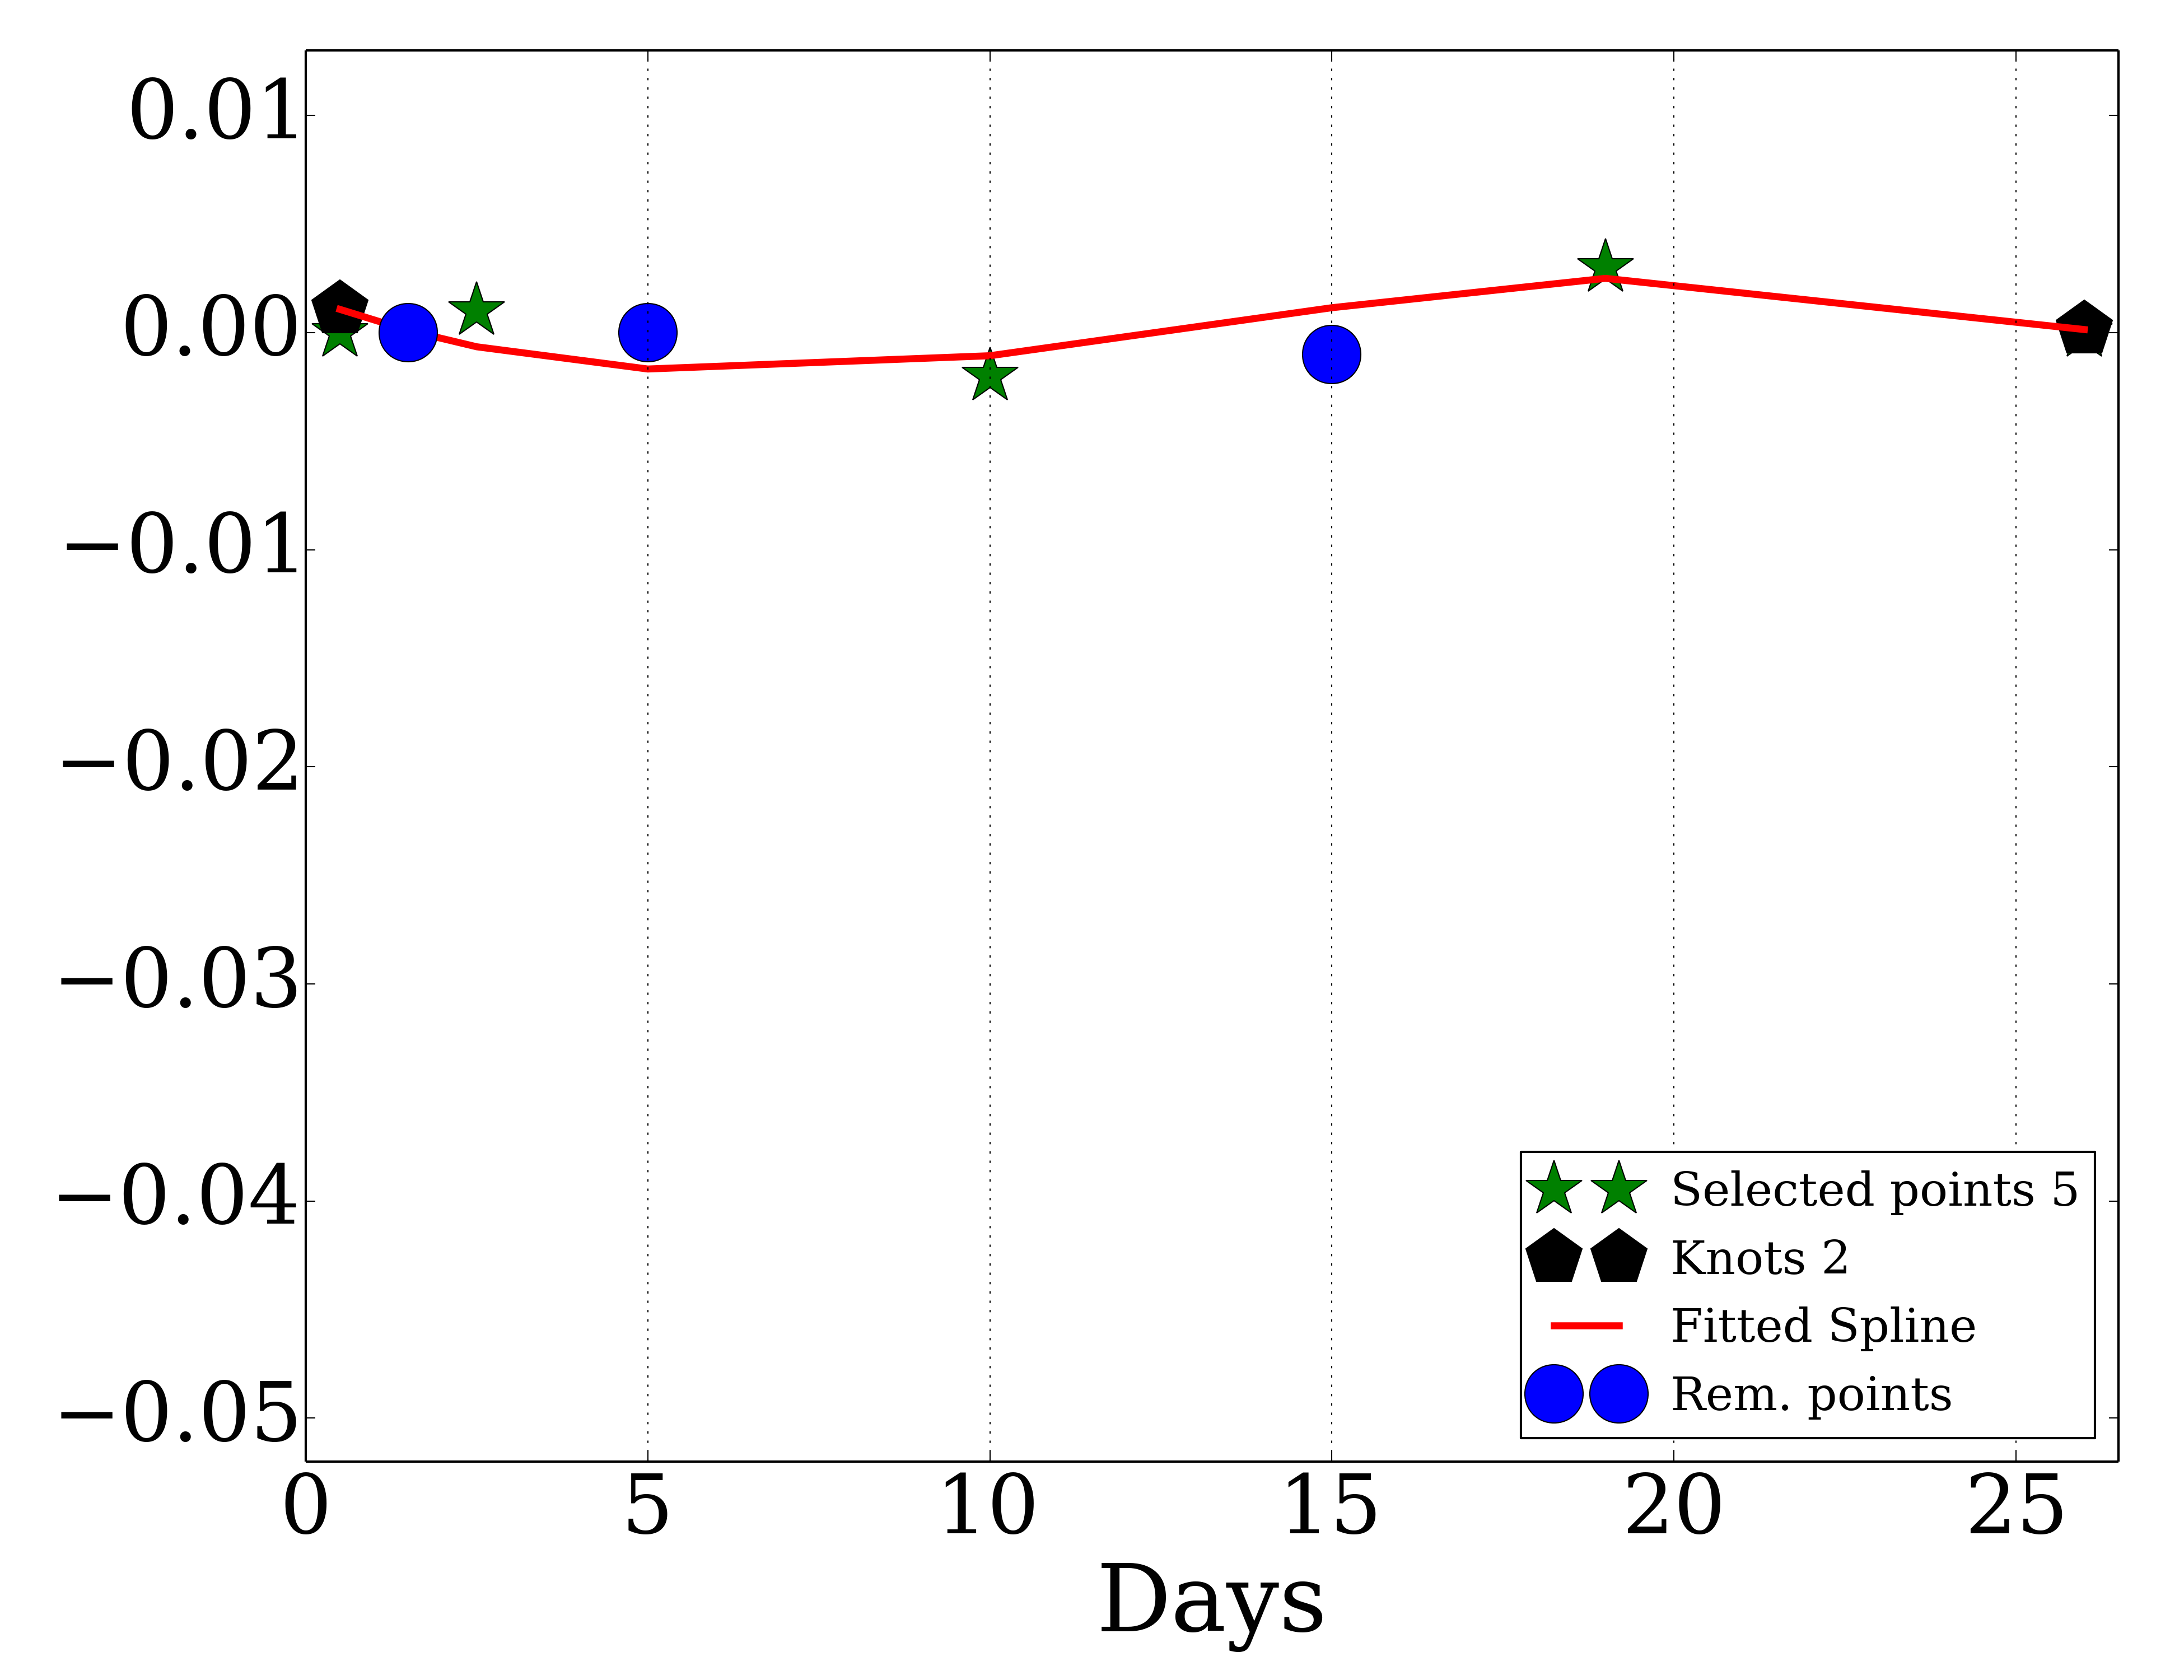 0.01
0.00
−0.01
−0.02
−0.03
−0.04
−0.05
0 5 10 15 20 25
Days
Selected points 5
Knots 2
Fitted Spline
Rem. points